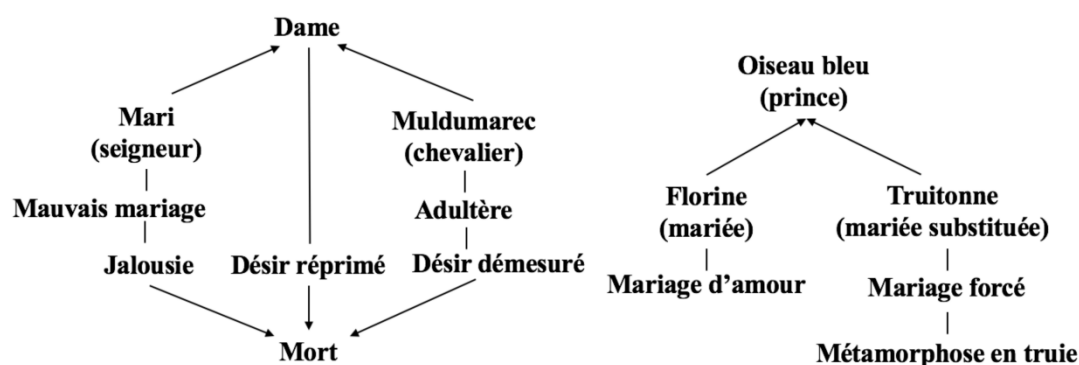 Dame
Mari
(seigneur)
Muldumarec
(chevalier)
Mauvais mariage
Adultère
Jalousie
Désir réprimé
Désir démesuré
Mort
Oiseau bleu
(prince)
Florine
(mariée)
Truitonne
(mariée substituée)
Mariage d'amour
Mariage forcé
Métamorphose en truie